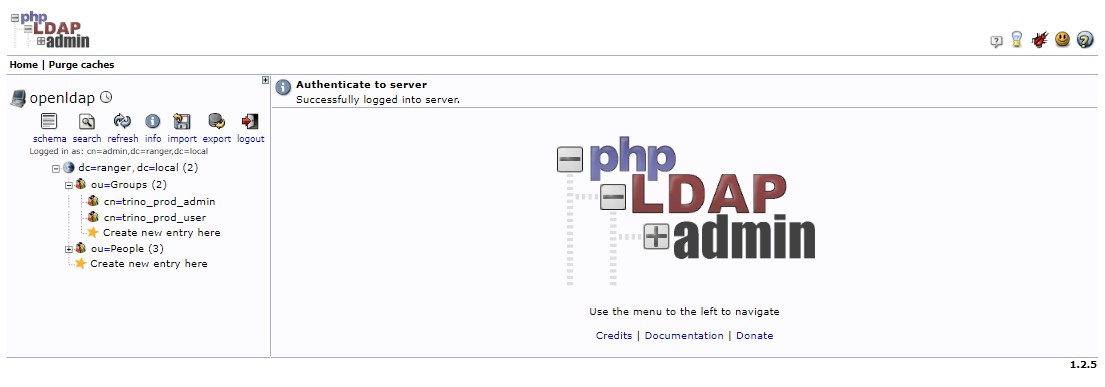 php
LDAP
admin
Home | Purge caches
openldap
schema search refresh info import export logout
Logged in as: cn=admin,dc=ranger,dc=local
dc=ranger,dc=local (2)
ou=Groups (2)
cn=trino_prod_admin
cn=trino_prod_user
Create new entry here
ou=People (3)
Create new entry here
Authenticate to server
Successfully logged into server.
php
LDAP
admin
Use the menu to the left to navigate
Credits | Documentation | Donate
1.2.5